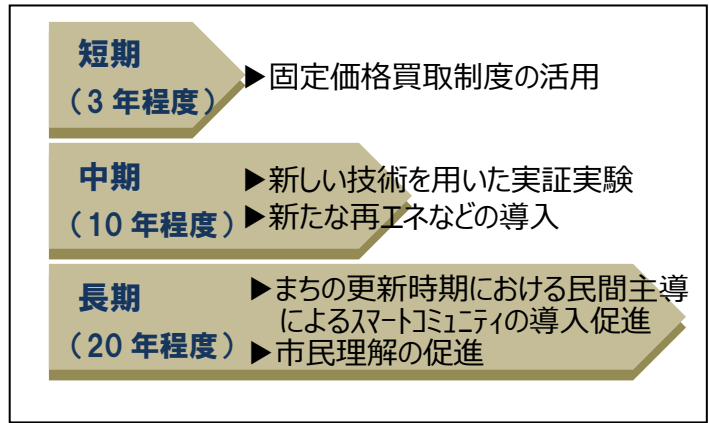 短期
(3年程度)
▶固定価格買取制度の活用
中期
(10年程度)
▶新しい技術を用いた実証実験
▶新たな再エネなどの導入
長期
(20年程度)
▶まちの更新時期における民間主導
によるｽﾏｰﾄｺﾐｭﾆﾃｨの導入促進
▶市民理解の促進